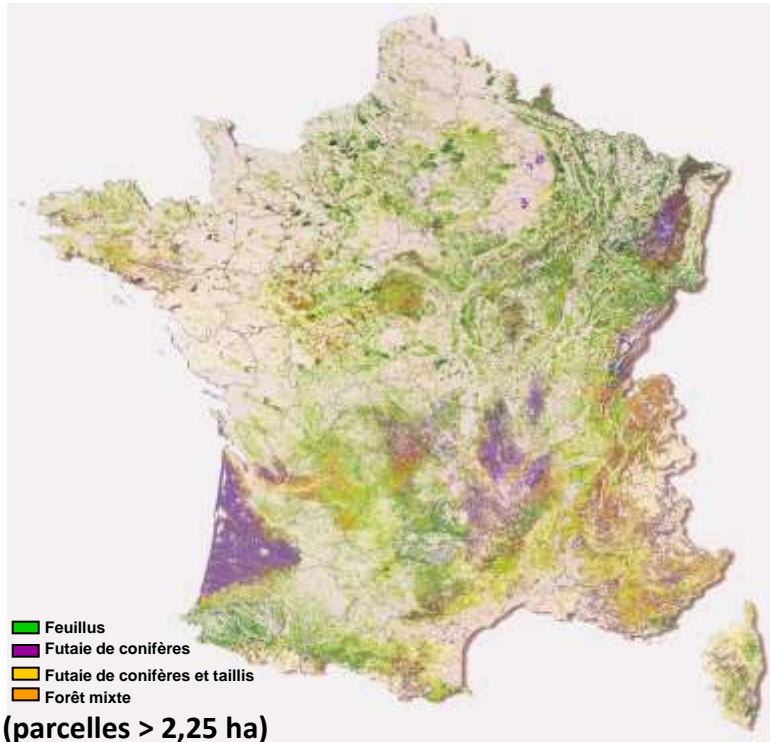 Feuillus
Futaie de conifères
Futaie de conifères et taillis
Forêt mixte
(parcelles > 2,25 ha)